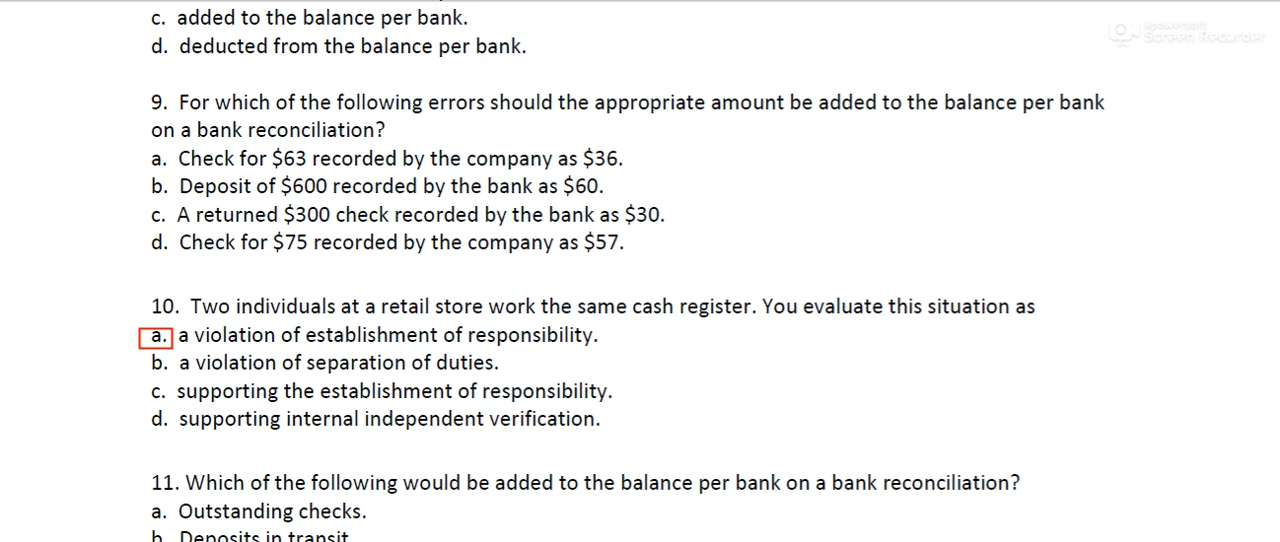 c. added to the balance per bank.
d. deducted from the balance per bank.
Apowersoft
Screen Recorder
9. For which of the following errors should the appropriate amount be added to the balance per bank
on a bank reconciliation?
a. Check for $63 recorded by the company as $36.
b. Deposit of $600 recorded by the bank as $60.
c. A returned $300 check recorded by the bank as $30.
d. Check for $75 recorded by the company as $57.
10. Two individuals at a retail store work the same cash register. You evaluate this situation as
a. a violation of establishment of responsibility.
b. a violation of separation of duties.
c. supporting the establishment of responsibility.
d. supporting internal independent verification.
11. Which of the following would be added to the balance per bank on a bank reconciliation?
a. Outstanding checks.
b. Deposits in transit